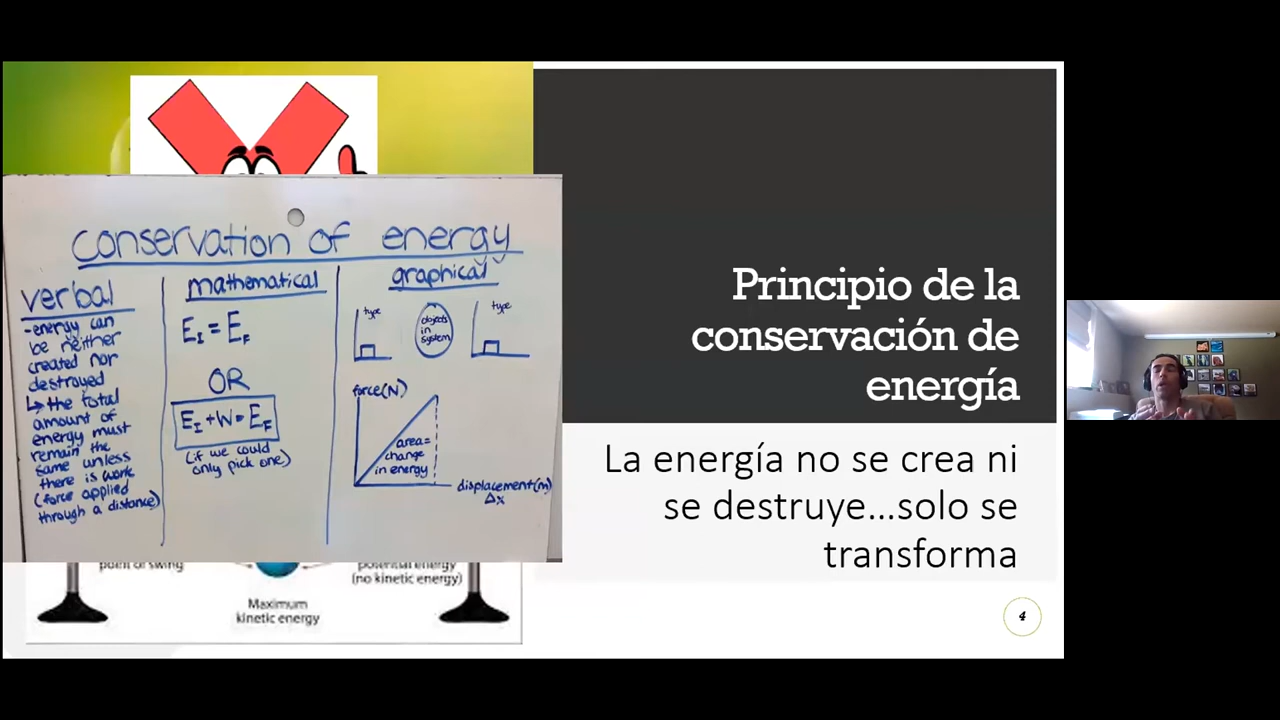 conservation of energy
verbal
-energy can
be neither
created nor
destroyed
↳ the total
amount of
energy must
remain the
same unless
there is work
(force applied
through a distance)
mathematical
E_I = E_F
OR
E_I + W = E_F
(if we could
only pick one)
graphical
type
objects
in
system
type
force(N)
area=
change
in energy
displacement(m)
Δx
point of swing
potential energy
(no kinetic energy)
Maximum
kinetic energy
Principio de la
conservación de
energía
La energía no se crea ni
se destruye...solo se
transforma
4